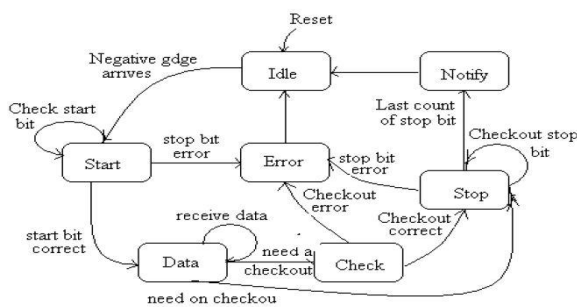 Reset
Negative gdge
arrives
Idle
Notify
Check start
bit
Last count
of stop bit
Checkout stop
bit
Start
stop bit
error
Error
stop bit
error
Stop
Checkout
error
Checkout
correct
receive data
start bit
correct
Data
need a
checkout
Check
need on checkou